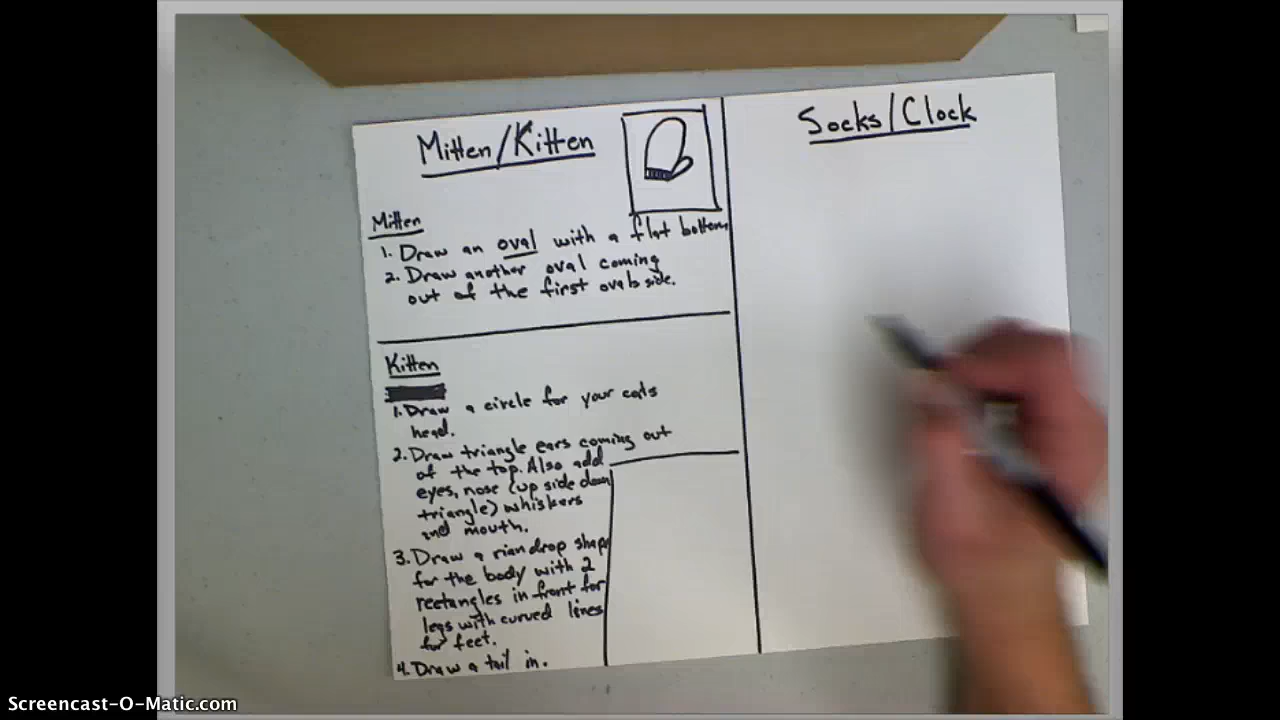 Mitten/Kitten
Mitten
1. Draw an oval with a flat bottom.
2. Draw another oval coming
out of the first ovals side.
Kitten
1. Draw a circle for your cats
head.
2. Draw triangle ears coming out
of the top. Also add
eyes, nose (up side down
triangle) whiskers
and mouth.
3. Draw a rian drop shape
for the body with 2
rectangles in front for
legs with curved lines
for feet.
4. Draw a tail in.
Socks/Clock
Screencast-O-Matic.com